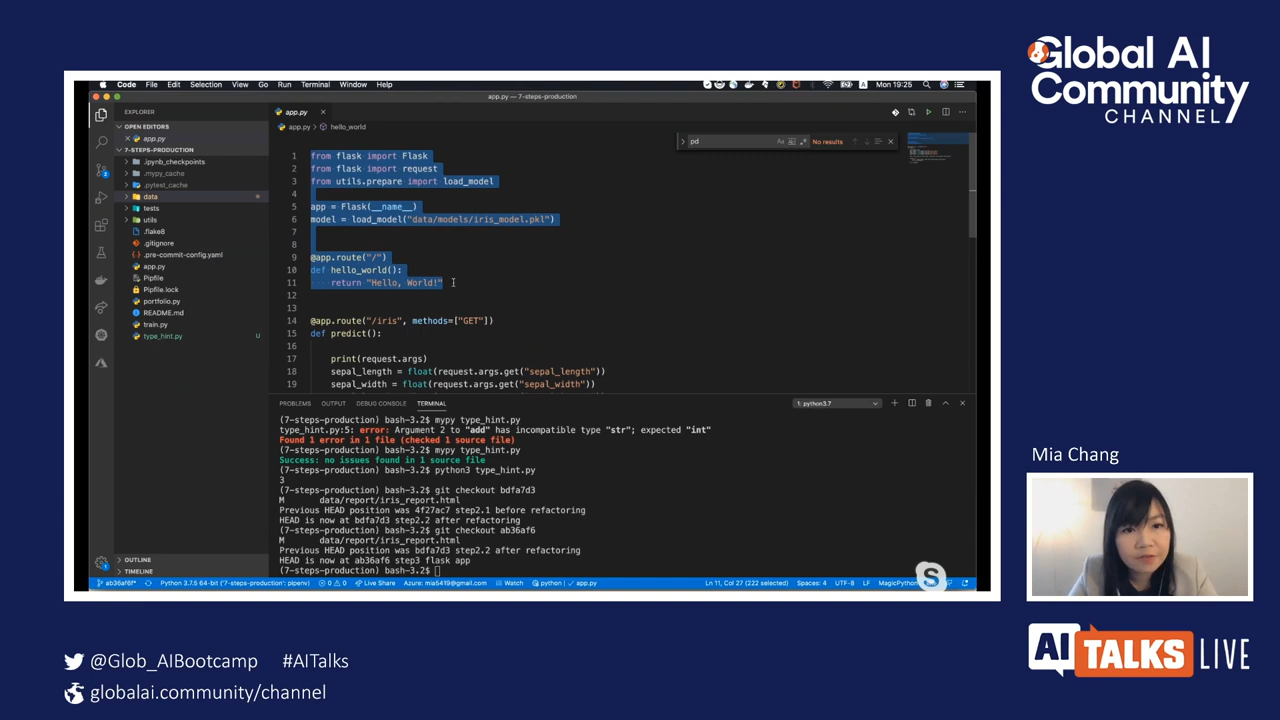 Code File Edit Selection View Go Run Terminal Window Help
Mon 19:25
app.py — 7-steps-production
EXPLORER
OPEN EDITORS
app.py
7-STEPS-PRODUCTION
.ipynb_checkpoints
.mypy_cache
.pytest_cache
data
tests
utils
.flake8
.gitignore
.pre-commit-config.yaml
app.py
Pipfile
Pipfile.lock
portfolio.py
README.md
train.py
type_hint.py U
OUTLINE
TIMELINE
app.py
app.py > hello_world
pd
Aa
No results
1 from flask import Flask
2 from flask import request
3 from utils.prepare import load_model
4
5 app = Flask(__name__)
6 model = load_model("data/models/iris_model.pkl")
7
8
9 @app.route("/")
10 def hello_world():
11 return "Hello, World!"
12
13
14 @app.route("/iris", methods=["GET"])
15 def predict():
16
17 print(request.args)
18 sepal_length = float(request.args.get("sepal_length"))
19 sepal_width = float(request.args.get("sepal_width"))
PROBLEMS OUTPUT DEBUG CONSOLE TERMINAL
1: python3.7
(7-steps-production) bash-3.2$ mypy type_hint.py
type_hint.py:5: error: Argument 2 to "add" has incompatible type "str"; expected "int"
Found 1 error in 1 file (checked 1 source file)
(7-steps-production) bash-3.2$ mypy type_hint.py
Success: no issues found in 1 source file
(7-steps-production) bash-3.2$ python3 type_hint.py
3
(7-steps-production) bash-3.2$ git checkout bdfa7d3
M data/report/iris_report.html
Previous HEAD position was 4f27ac7 step2.1 before refactoring
HEAD is now at bdfa7d3 step2.2 after refactoring
(7-steps-production) bash-3.2$ git checkout ab36af6
M data/report/iris_report.html
Previous HEAD position was bdfa7d3 step2.2 after refactoring
HEAD is now at ab36af6 step3 flask app
(7-steps-production) bash-3.2$
ab36af6* Python 3.7.5 64-bit ('7-steps-production': pipenv) 0 0 Live Share Azure: mia5419@gmail.com Watch python | app.py Ln 11, Col 27 (222 selected) Spaces: 4 UTF-8 LF MagicPython
Global AI
Community
CHANNEL
Mia Chang
AI TALKS LIVE
@Glob_AIBootcamp #AITalks
globalai.community/channel